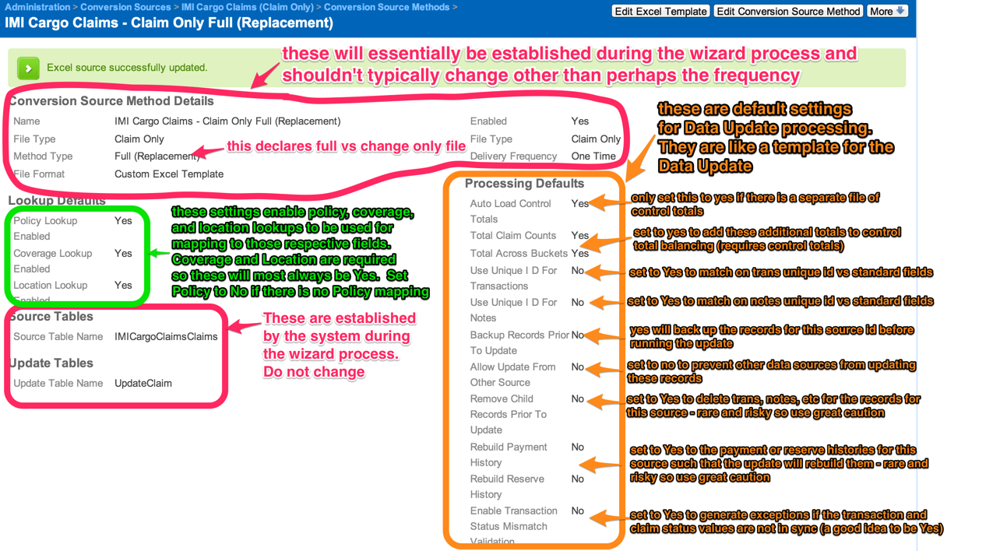 Administration > Conversion Sources > IMI Cargo Claims (Claim Only) > Conversion Source Methods >
IMI Cargo Claims - Claim Only Full (Replacement)
Edit Excel Template
Edit Conversion Source Method
More
Excel source successfully updated.
these will essentially be established during the wizard process and
shouldn't typically change other than perhaps the frequency
Conversion Source Method Details
Name IMI Cargo Claims - Claim Only Full (Replacement)
File Type Claim Only
Method Type Full (Replacement)
File Format Custom Excel Template
Enabled Yes
File Type Claim Only
Delivery Frequency One Time
this declares full vs change only file
these are default settings
for Data Update processing.
They are like a template for the
Data Update
Lookup Defaults
Policy Lookup Yes
Enabled
Coverage Lookup Yes
Enabled
Location Lookup Yes
Enabled
these settings enable policy, coverage,
and location lookups to be used for
mapping to those respective fields.
Coverage and Location are required
so these will most always be Yes. Set
Policy to No if there is no Policy mapping
Source Tables
Source Table Name IMICargoClaimsClaims
Update Tables
Update Table Name UpdateClaim
These are established
by the system during
the wizard process.
Do not change
Processing Defaults
Auto Load Control Yes
Totals
Total Claim Counts Yes
Total Across Buckets Yes
Use Unique I D For No
Transactions
Use Unique I D For No
Notes
Backup Records Prior No
To Update
Allow Update From No
Other Source
Remove Child No
Records Prior To
Update
Rebuild Payment No
History
Rebuild Reserve No
History
Enable Transaction No
Status Mismatch
Validation
only set this to yes if there is a separate file of
control totals
set to yes to add these additional totals to control
total balancing (requires control totals)
set to Yes to match on trans unique id vs standard fields
set to Yes to match on notes unique id vs standard fields
yes will back up the records for this source id before
running the update
set to no to prevent other data sources from updating
these records
set to Yes to delete trans, notes, etc for the records for
this source - rare and risky so use great caution
set to Yes to the payment or reserve histories for this
source such that the update will rebuild them - rare and
risky so use great caution
set to Yes to generate exceptions if the transaction and
claim status values are not in sync (a good idea to be Yes)